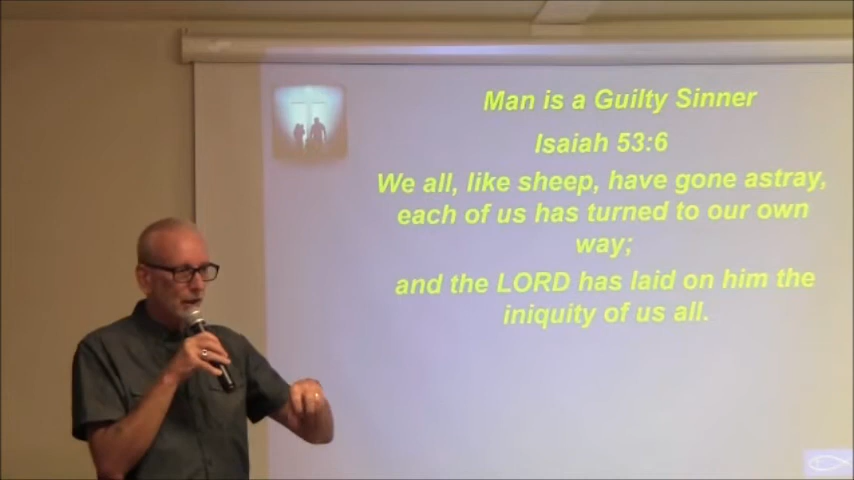 Man is a Guilty Sinner
Isaiah 53:6
We all, like sheep, have gone astray,
each of us has turned to our own
way;
and the LORD has laid on him the
iniquity of us all.